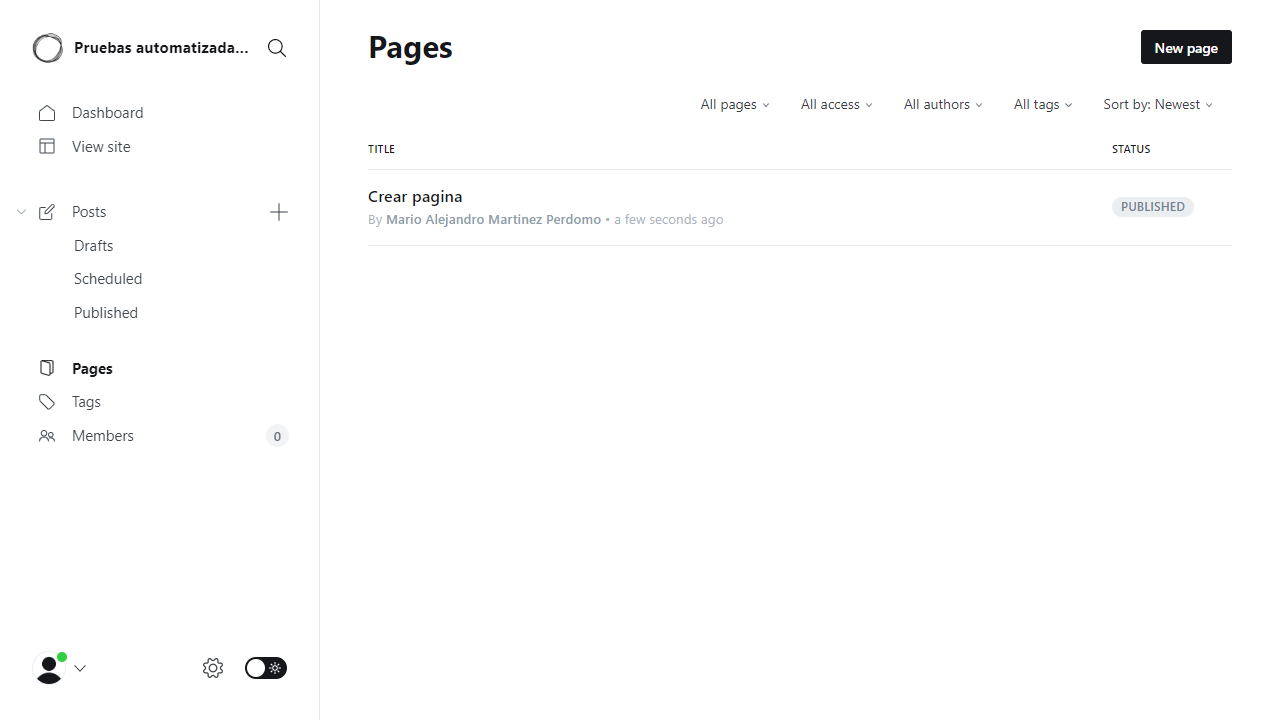 Pruebas automatizada...
Dashboard
View site
Posts
Drafts
Scheduled
Published
Pages
Tags
Members
0
Pages
New page
All pages
All access
All authors
All tags
Sort by: Newest
TITLE
STATUS
Crear pagina
By Mario Alejandro Martinez Perdomo • a few seconds ago
PUBLISHED